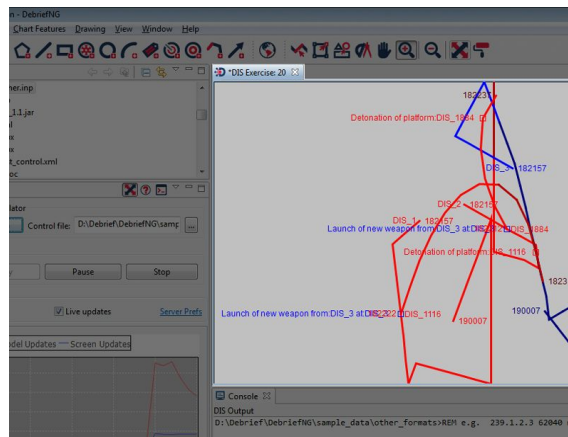 n - DebriefNG
Chart Features Drawing View Window Help
*DIS Exercise: 20
her.inp
_1.1.jar
t_control.xml
oc
lator
Control file: D:\Debrief\DebriefNG\samp ...
Pause Stop
Live updates Server Prefs
odel Updates Screen Updates
182237
Detonation of platform:DIS_1884
DIS_3 182157
DIS_2 182157
DIS_1 182157
Launch of new weapon from:DIS_3 at:DIS_2 DIS_1884
Detonation of platform:DIS_1116
1823
Launch of new weapon from:DIS_3 DIS_1116
190007
190007
Console
DIS Output
D:\Debrief\DebriefNG\sample_data\other_formats>REM e.g. 239.1.2.3 62040